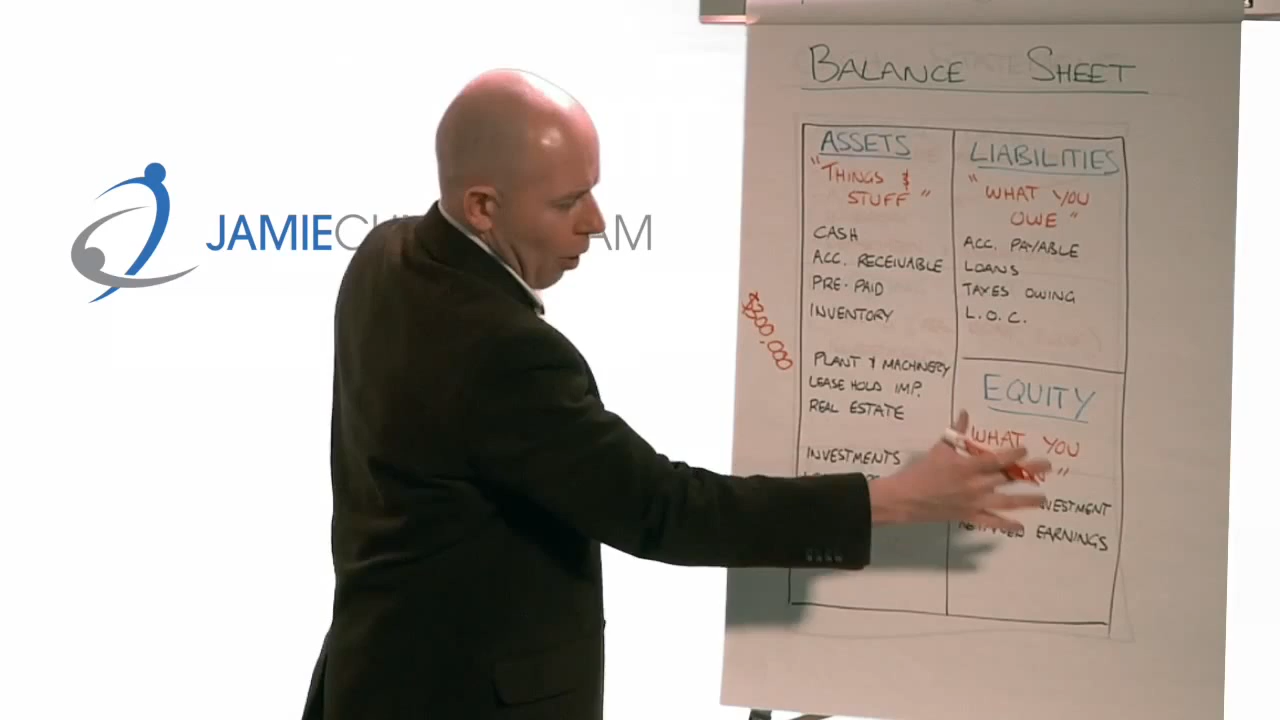 JAMIE
BALANCE SHEET
ASSETS
"THINGS &
STUFF"
CASH
ACC. RECEIVABLE
PRE-PAID
INVENTORY
PLANT & MACHINERY
LEASE HOLD IMP.
REAL ESTATE
INVESTMENTS
$300,000
LIABILITIES
"WHAT YOU
OWE"
ACC. PAYABLE
LOANS
TAXES OWING
L.O.C.
EQUITY
"WHAT YOU
EARNINGS